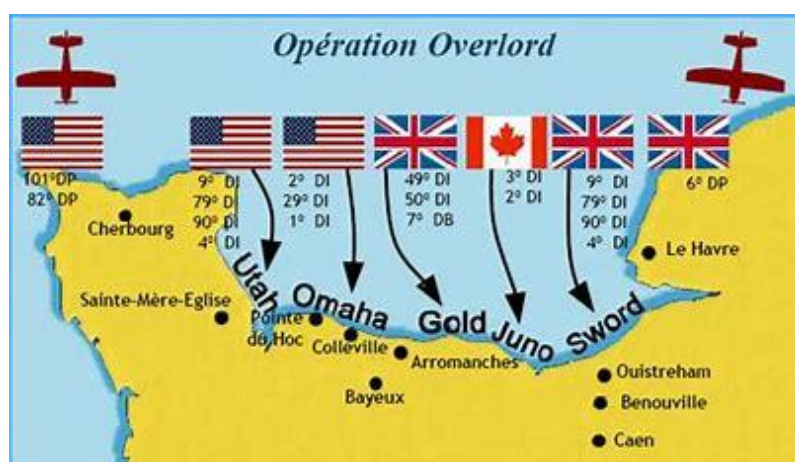 Opération Overlord
101º DP
82º DP
9º DI
79º DI
90º DI
4º DI
2º DI
29º DI
1º DI
49º DI
50º DI
7º DB
3º DI
2º DI
9º DI
79º DI
90º DI
4º DI
6º DP
Cherbourg
Le Havre
Utah
Omaha
Gold
Juno
Sword
Sainte-Mère-Eglise
Pointe
du Hoc
Colleville
Arromanches
Bayeux
Ouistreham
Benouville
Caen